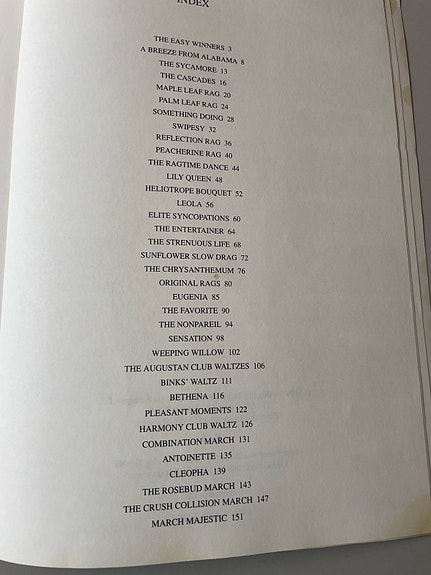 INDEX
THE EASY WINNERS 3
A BREEZE FROM ALABAMA 8
THE SYCAMORE 13
THE CASCADES 16
MAPLE LEAF RAG 20
PALM LEAF RAG 24
SOMETHING DOING 28
SWIPESY 32
REFLECTION RAG 36
PEACHERINE RAG 40
THE RAGTIME DANCE 44
LILY QUEEN 48
HELIOTROPE BOUQUET 52
LEOLA 56
ELITE SYNCOPATIONS 60
THE ENTERTAINER 64
THE STRENUOUS LIFE 68
SUNFLOWER SLOW DRAG 72
THE CHRYSANTHEMUM 76
ORIGINAL RAGS 80
EUGENIA 85
THE FAVORITE 90
THE NONPAREIL 94
SENSATION 98
WEEPING WILLOW 102
THE AUGUSTAN CLUB WALTZES 106
BINKS' WALTZ 111
BETHENA 116
PLEASANT MOMENTS 122
HARMONY CLUB WALTZ 126
COMBINATION MARCH 131
ANTOINETTE 135
CLEOPHA 139
THE ROSEBUD MARCH 143
THE CRUSH COLLISION MARCH 147
MARCH MAJESTIC 151